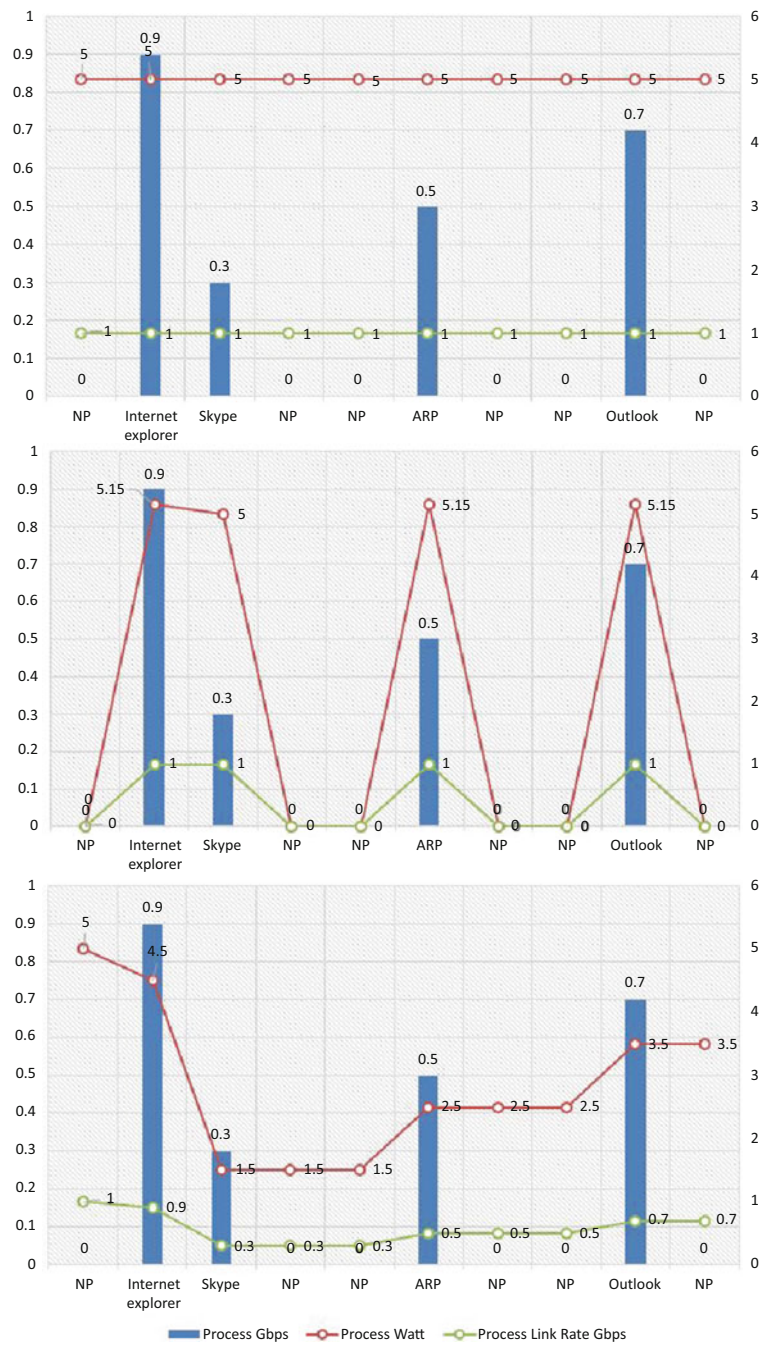 1 6
0.9
0.9 5 5
5 5 5 5 5 5 5 5 5
0.8
0.7 0.7 4
0.6
0.5 0.5 3
0.4
0.3 0.3 2
0.2 1 1 1 1 1 1 1 1 1 1 1
0.1
0 0 0 0 0 0 0 0
NP Internet explorer Skype NP NP ARP NP NP Outlook NP
1 6
0.9 0.9
5.15 5 5.15 5.15 5
0.8
0.7 0.7 4
0.6
0.5 0.5 3
0.4
0.3 0.3 2
0.2 1 1 1 1 1
0.1
0 0 0 0 0 0
0 0 0 0 0 0 0 0 0 0
NP Internet explorer Skype NP NP ARP NP NP Outlook NP
1 6
0.9 5 0.9 5
4.5
0.8
0.7 0.7 4
0.6 3.5 3.5
0.5 0.5 3
0.4 2.5 2.5 2.5
0.3 0.3 2
1.5 1.5 1.5
0.2 1 0.9 1
0.7 0.7
0.1 0.3 0.3 0.3 0.5 0.5 0.5
0 0 0 0 0 0 0 0
NP Internet explorer Skype NP NP ARP NP NP Outlook NP
Process Gbps Process Watt Process Link Rate Gbps